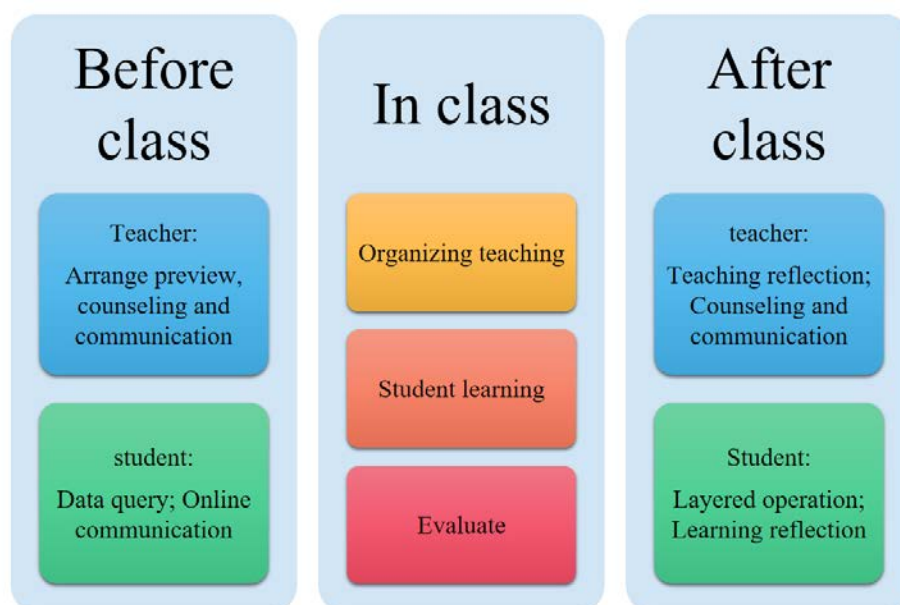 Before
class
Teacher:
Arrange preview,
counseling and
communication
student:
Data query; Online
communication
In class
Organizing teaching
Student learning
Evaluate
After
class
teacher:
Teaching reflection;
Counseling and
communication
Student:
Layered operation;
Learning reflection